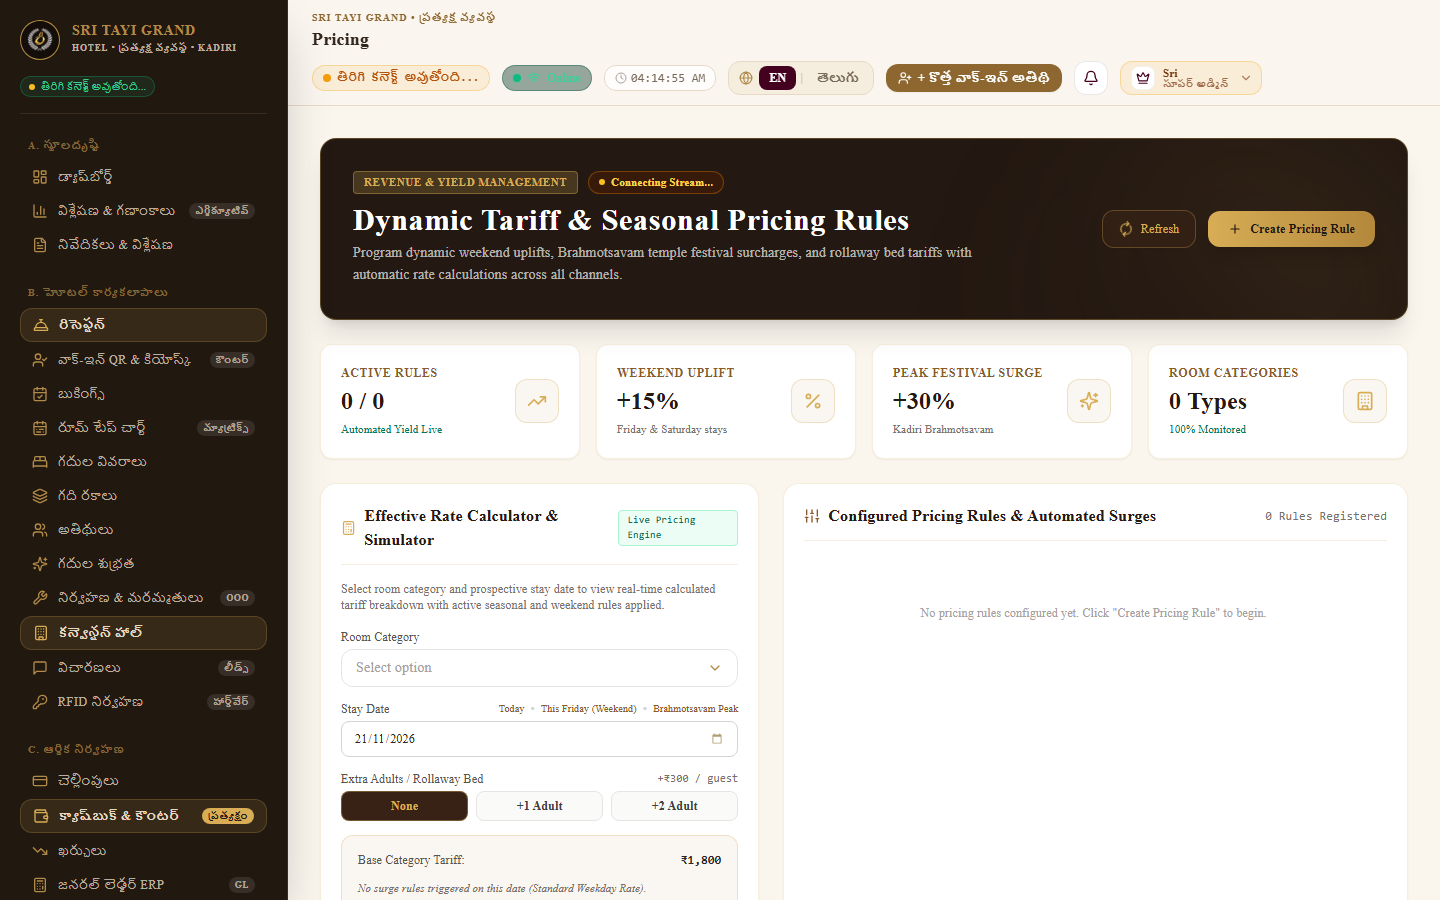 SRI TAYI GRAND
HOTEL • ప్రత్యక్ష వ్యవస్థ • KADIRI
తిరిగి కనెక్ట్ అవుతోంది...
A. స్థూలదృష్టి
డ్యాష్‌బోర్డ్
విశ్లేషణ & గణాంకాలు ఎగ్జిక్యూటివ్
నివేదికలు & విశ్లేషణ
B. హోటల్ కార్యకలాపాలు
రిసెప్షన్
వాక్-ఇన్ QR & కియోస్క్ కౌంటర్
బుకింగ్స్
రూమ్ టేప్ చార్ట్ మ్యాట్రిక్స్
గదుల వివరాలు
గది రకాలు
అతిథులు
గదుల శుభ్రత
నిర్వహణ & మరమ్మతులు OOO
కన్వెన్షన్ హాల్
విచారణలు లీడ్స్
RFID నిర్వహణ హార్డ్‌వేర్
C. ఆర్థిక నిర్వహణ
చెల్లింపులు
క్యాష్‌బుక్ & కౌంటర్ ప్రత్యక్షం
ఖర్చులు
జనరల్ లెడ్జర్ ERP GL
SRI TAYI GRAND • ప్రత్యక్ష వ్యవస్థ
Pricing
తిరిగి కనెక్ట్ అవుతోంది...
04:14:55 AM
EN | తెలుగు
+ కొత్త వాక్-ఇన్ అతిథి
Sri
సూపర్ అడ్మిన్
REVENUE & YIELD MANAGEMENT
Connecting Stream...
Dynamic Tariff & Seasonal Pricing Rules
Program dynamic weekend uplifts, Brahmotsavam temple festival surcharges, and rollaway bed tariffs with
automatic rate calculations across all channels.
Refresh
Create Pricing Rule
ACTIVE RULES
0 / 0
Automated Yield Live
WEEKEND UPLIFT
+15%
Friday & Saturday stays
PEAK FESTIVAL SURGE
+30%
Kadiri Brahmotsavam
ROOM CATEGORIES
0 Types
100% Monitored
Effective Rate Calculator &
Simulator
Live Pricing
Engine
Select room category and prospective stay date to view real-time calculated
tariff breakdown with active seasonal and weekend rules applied.
Room Category
Select option
Stay Date
Today • This Friday (Weekend) • Brahmotsavam Peak
21/11/2026
Extra Adults / Rollaway Bed
+₹300 / guest
None
+1 Adult
+2 Adult
Base Category Tariff:
₹1,800
No surge rules triggered on this date (Standard Weekday Rate).
Configured Pricing Rules & Automated Surges
0 Rules Registered
No pricing rules configured yet. Click "Create Pricing Rule" to begin.